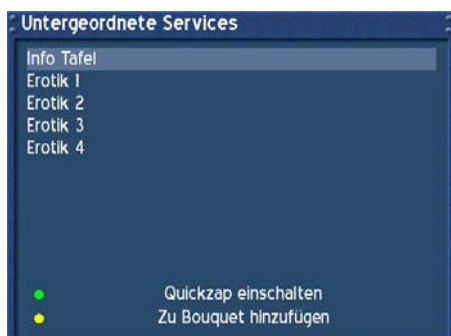 Untergeordnete Services
Info Tafel
Erotik 1
Erotik 2
Erotik 3
Erotik 4
Quickzap einschalten
Zu Bouquet hinzufügen